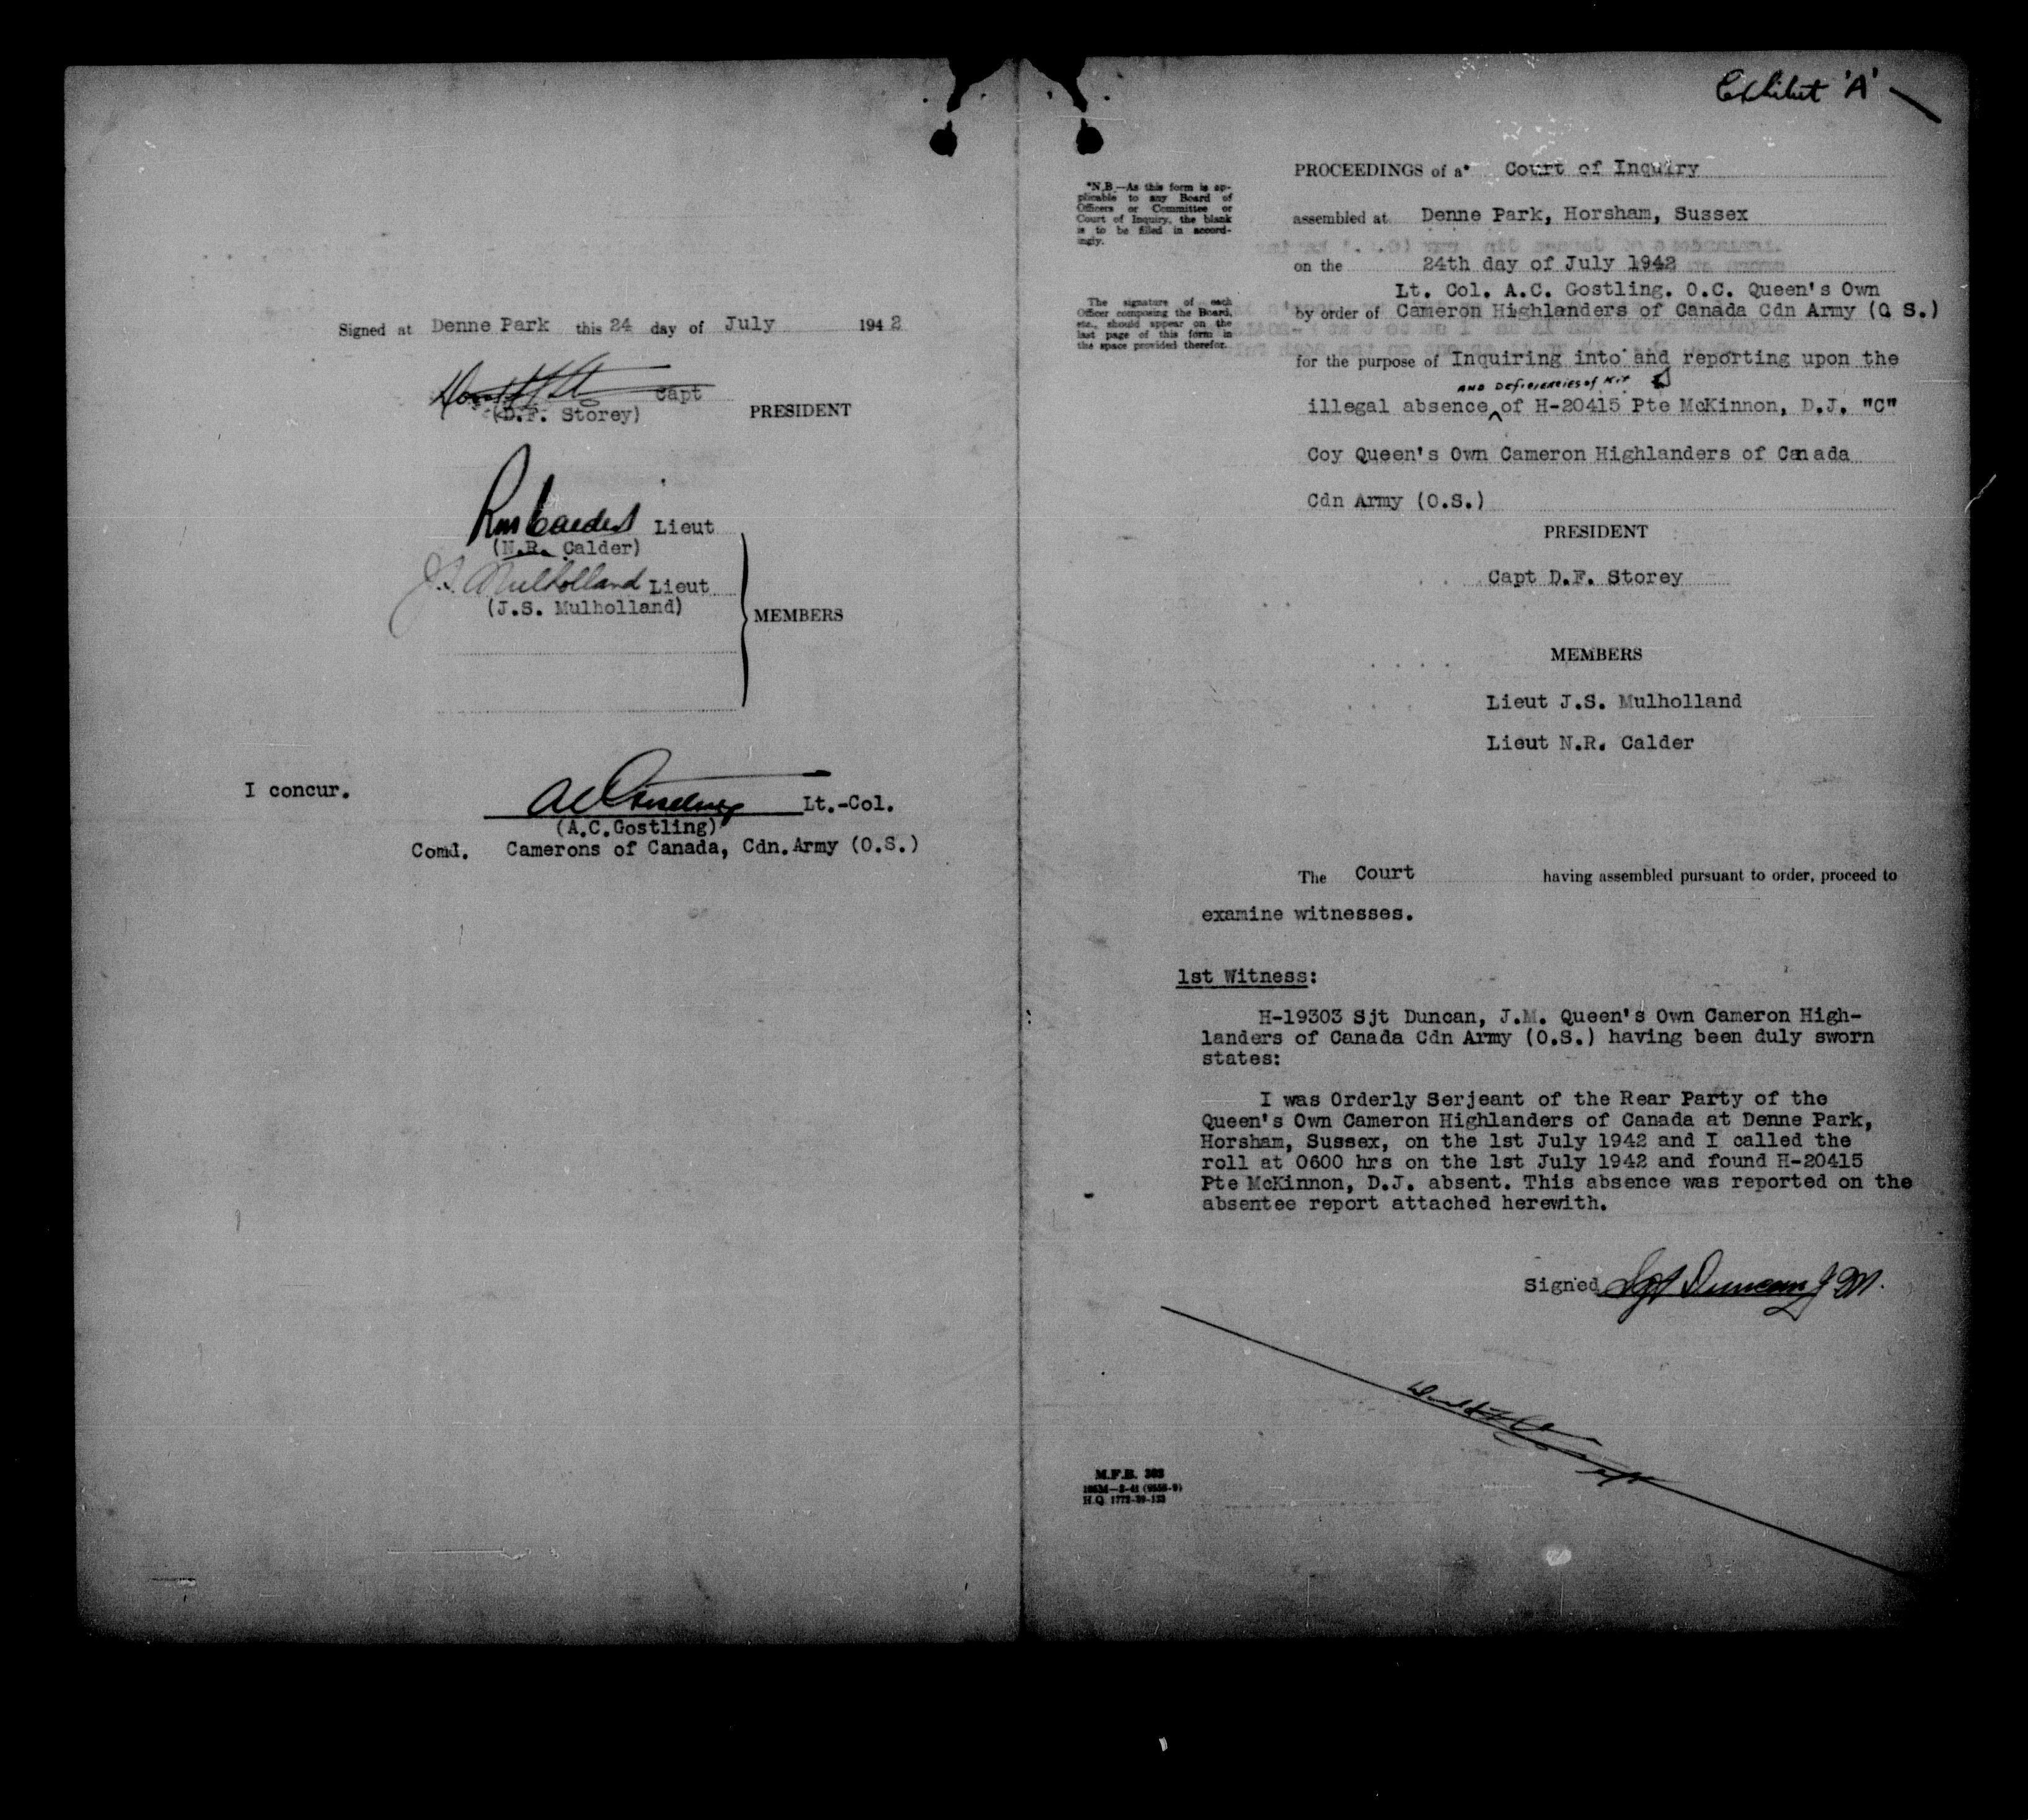 Signed at Denne Park this 24 day of July 1942
Capt
(D.F. Storey) PRESIDENT
Lieut
(N.R. Calder)
J.S. Mulholland Lieut
(J.S. Mulholland)
MEMBERS
I concur.
Lt.-Col.
(A.C.Gostling)
Comd. Camerons of Canada, Cdn.Army (O.S.)
Exhibit 'A'
PROCEEDINGS of a* Court of Inquiry
*N.B.—As this form is ap-
plicable to any Board of
Officers or Committee or
Court of Inquiry, the blank
is to be filled in accord-
ingly.
assembled at Denne Park, Horsham, Sussex
on the 24th day of July 1942
Lt. Col. A.C. Gostling. O.C. Queen's Own
by order of Cameron Highlanders of Canada Cdn Army (O S.)
The signature of each
Officer composing the Board,
etc., should appear on the
last page of this form in
the space provided therefor.
for the purpose of Inquiring into and reporting upon the
AND Deficiencies of Kit
illegal absence of H-20415 Pte McKinnon, D.J. "C"
Coy Queen's Own Cameron Highlanders of Canada
Cdn Army (O.S.)
PRESIDENT
Capt D.F. Storey
MEMBERS
Lieut J.S. Mulholland
Lieut N.R. Calder
The Court having assembled pursuant to order, proceed to
examine witnesses.
1st Witness:
H-19303 Sjt Duncan, J.M. Queen's Own Cameron High-
landers of Canada Cdn Army (O.S.) having been duly sworn
states:
I was Orderly Serjeant of the Rear Party of the
Queen's Own Cameron Highlanders of Canada at Denne Park,
Horsham, Sussex, on the 1st July 1942 and I called the
roll at 0600 hrs on the 1st July 1942 and found H-20415
Pte McKinnon, D.J. absent. This absence was reported on the
absentee report attached herewith.
Signed Sgt Duncan J M.
M.F.B. 303
H.Q. 1772-39-133